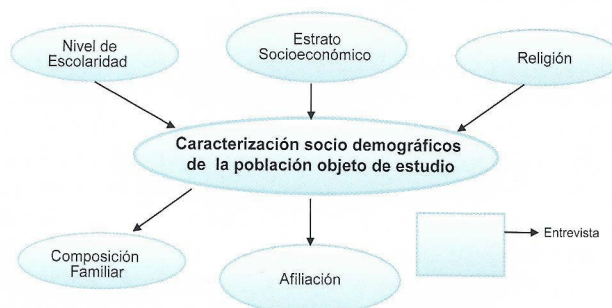 Nivel de
Escolaridad
Estrato
Socioeconómico
Religión
Caracterización socio demográficos
de la población objeto de estudio
Composición
Familiar
Afiliación
Entrevista